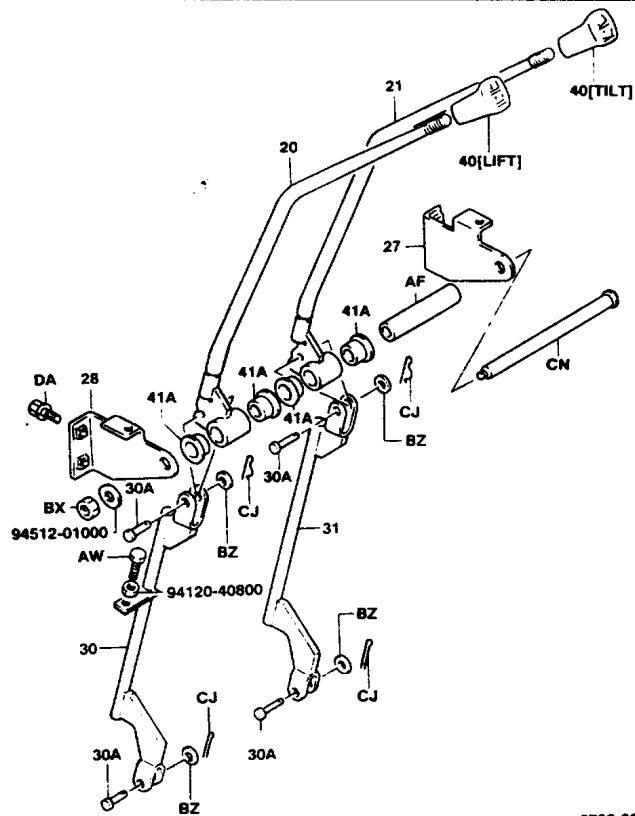 21
40[TILT]
20
40[LIFT]
27
AF
41A
CN
DA
28
41A
41A
41A
CJ
BZ
30A
BX
30A
CJ
BZ
94512-01000
31
AW
94120-40800
30
BZ
CJ
CJ
30A
30A
BZ